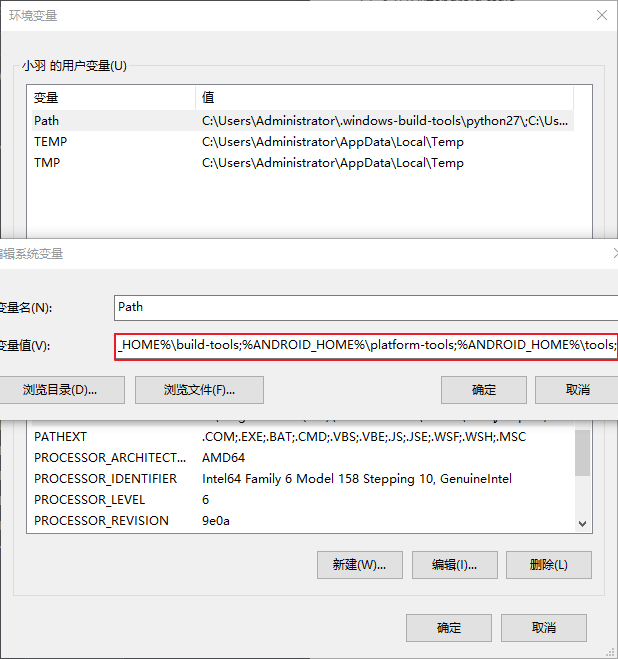 环境变量
小羽 的用户变量(U)
变量 值
Path C:\Users\Administrator\.windows-build-tools\python27\;C:\Us...
TEMP C:\Users\Administrator\AppData\Local\Temp
TMP C:\Users\Administrator\AppData\Local\Temp
编辑系统变量
变量名(N): Path
变量值(V): _HOME%\build-tools;%ANDROID_HOME%\platform-tools;%ANDROID_HOME%\tools;
浏览目录(D)... 浏览文件(F)... 确定 取消
PATHEXT .COM;.EXE;.BAT;.CMD;.VBS;.VBE;.JS;.JSE;.WSF;.WSH;.MSC
PROCESSOR_ARCHITECT... AMD64
PROCESSOR_IDENTIFIER Intel64 Family 6 Model 158 Stepping 10, GenuineIntel
PROCESSOR_LEVEL 6
PROCESSOR_REVISION 9e0a
新建(W)... 编辑(I)... 删除(L)
确定 取消